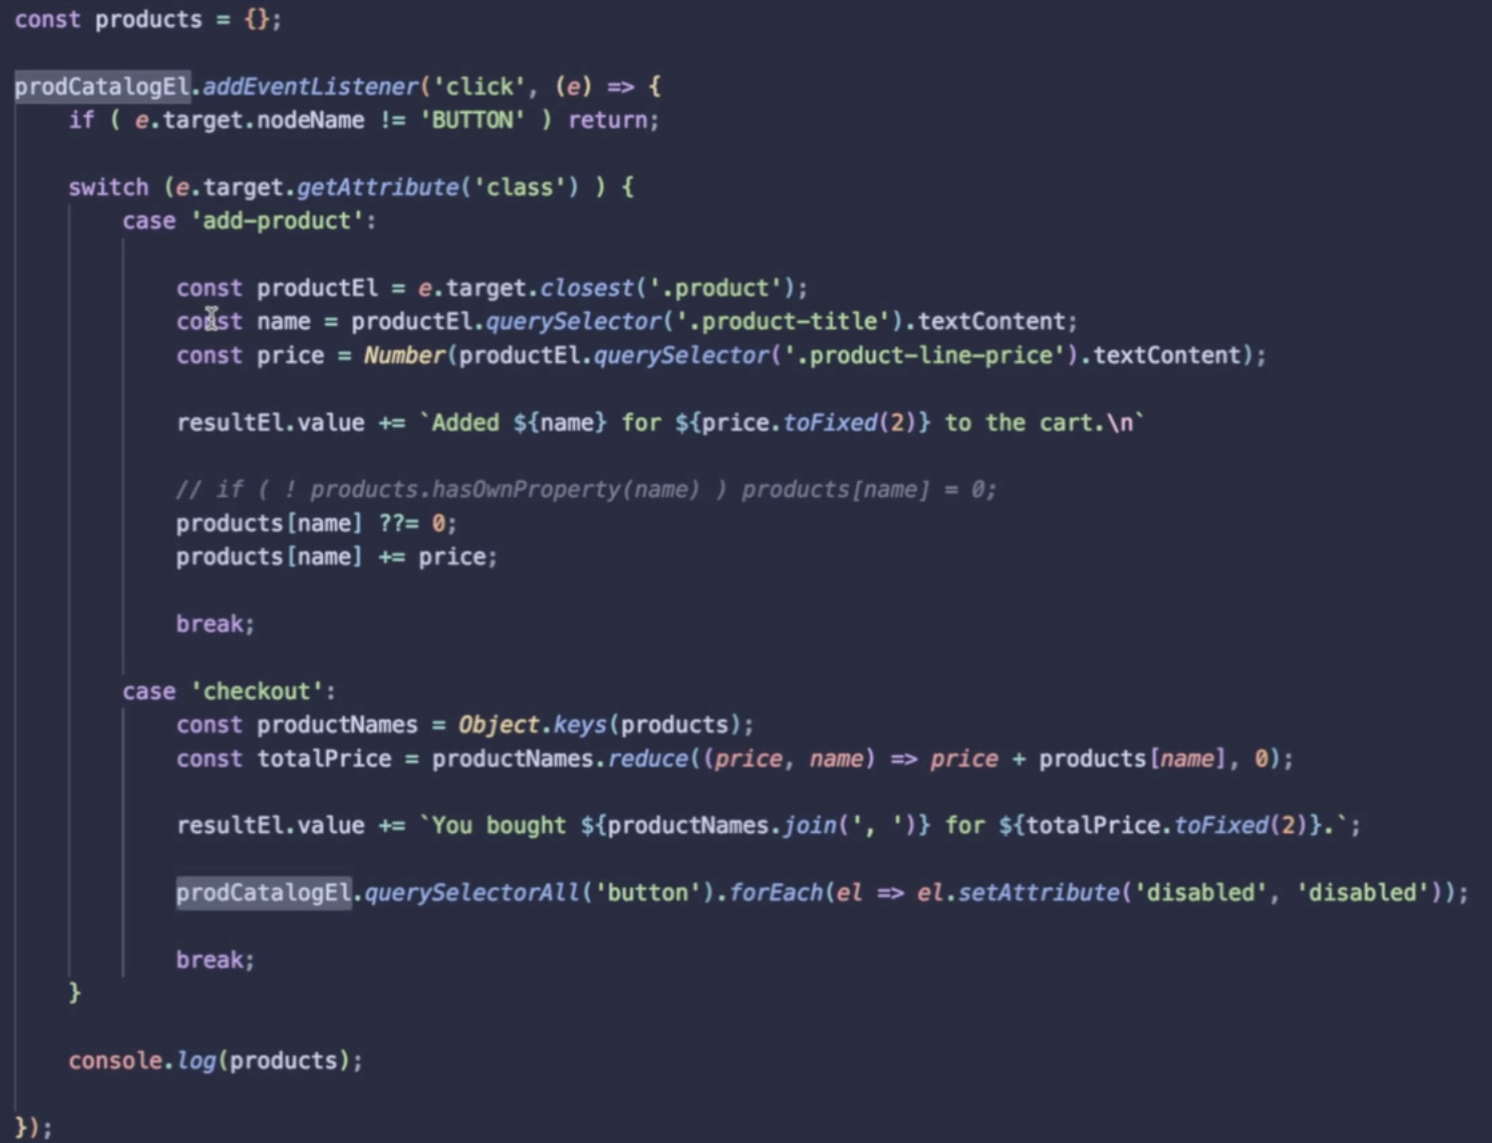 const products = {};
prodCatalogEl.addEventListener('click', (e) => {
if ( e.target.nodeName != 'BUTTON' ) return;
switch (e.target.getAttribute('class') ) {
case 'add-product':
const productEl = e.target.closest('.product');
const name = productEl.querySelector('.product-title').textContent;
const price = Number(productEl.querySelector('.product-line-price').textContent);
resultEl.value += `Added ${name} for ${price.toFixed(2)} to the cart.\n`
// if ( ! products.hasOwnProperty(name) ) products[name] = 0;
products[name] ??= 0;
products[name] += price;
break;
case 'checkout':
const productNames = Object.keys(products);
const totalPrice = productNames.reduce((price, name) => price + products[name], 0);
resultEl.value += `You bought ${productNames.join(', ')} for ${totalPrice.toFixed(2)}.`;
prodCatalogEl.querySelectorAll('button').forEach(el => el.setAttribute('disabled', 'disabled'));
break;
}
console.log(products);
});